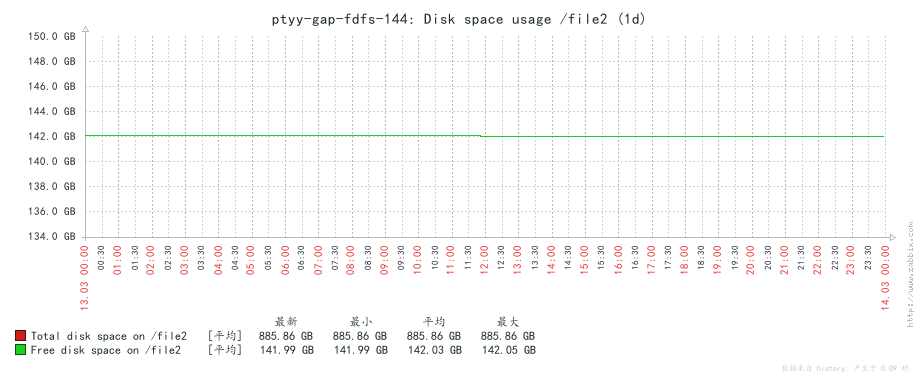 ptyy-gap-fdfs-144: Disk space usage /file2 (1d)
150.0 GB
148.0 GB
146.0 GB
144.0 GB
142.0 GB
140.0 GB
138.0 GB
136.0 GB
134.0 GB
13.03 00:00 00:30 01:00 01:30 02:00 02:30 03:00 03:30 04:00 04:30 05:00 05:30 06:00 06:30 07:00 07:30 08:00 08:30 09:00 09:30 10:00 10:30 11:00 11:30 12:00 12:30 13:00 13:30 14:00 14:30 15:00 15:30 16:00 16:30 17:00 17:30 18:00 18:30 19:00 19:30 20:00 20:30 21:00 21:30 22:00 22:30 23:00 23:30 14.03 00:00
最新 最小 平均 最大
Total disk space on /file2 [平均] 885.86 GB 885.86 GB 885.86 GB 885.86 GB
Free disk space on /file2 [平均] 141.99 GB 141.99 GB 142.03 GB 142.05 GB
http://www.zabbix.com
数据来自 history. 产生于 0.09 秒